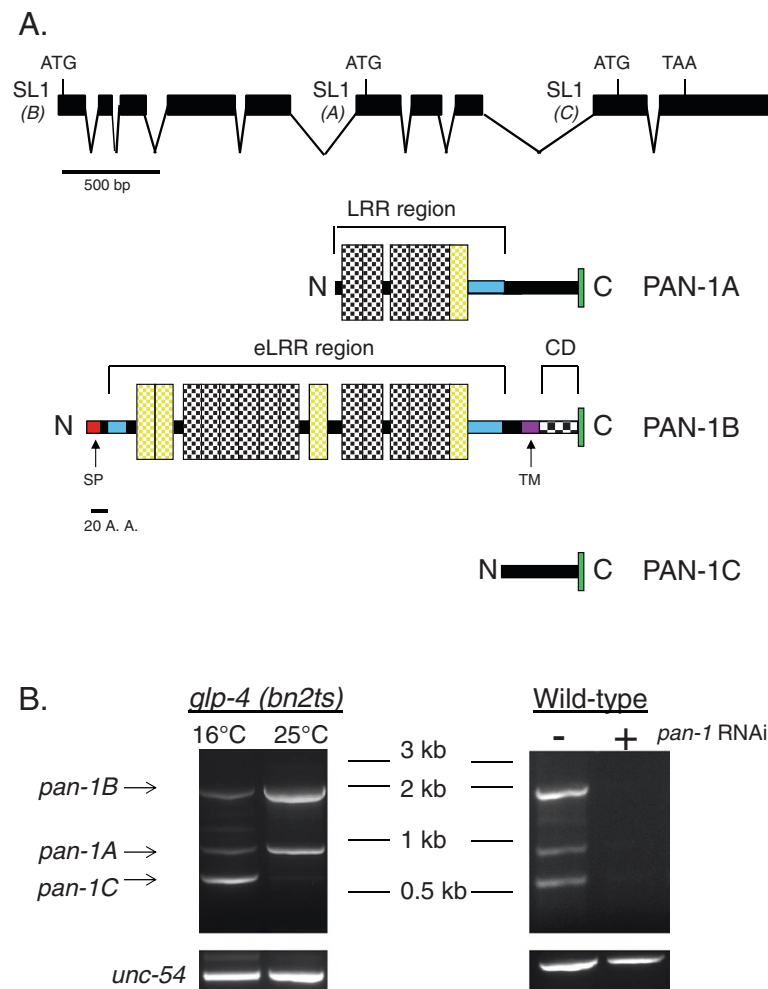 A.
ATG ATG ATG TAA
SL1 SL1 SL1
(B) (A) (C)
500 bp
LRR region
N C PAN-1A
eLRR region CD
N C PAN-1B
SP TM
20 A. A.
N C PAN-1C
B. glp-4 (bn2ts) Wild-type
16°C 25°C - + pan-1 RNAi
3 kb
pan-1B 2 kb
pan-1A 1 kb
pan-1C 0.5 kb
unc-54